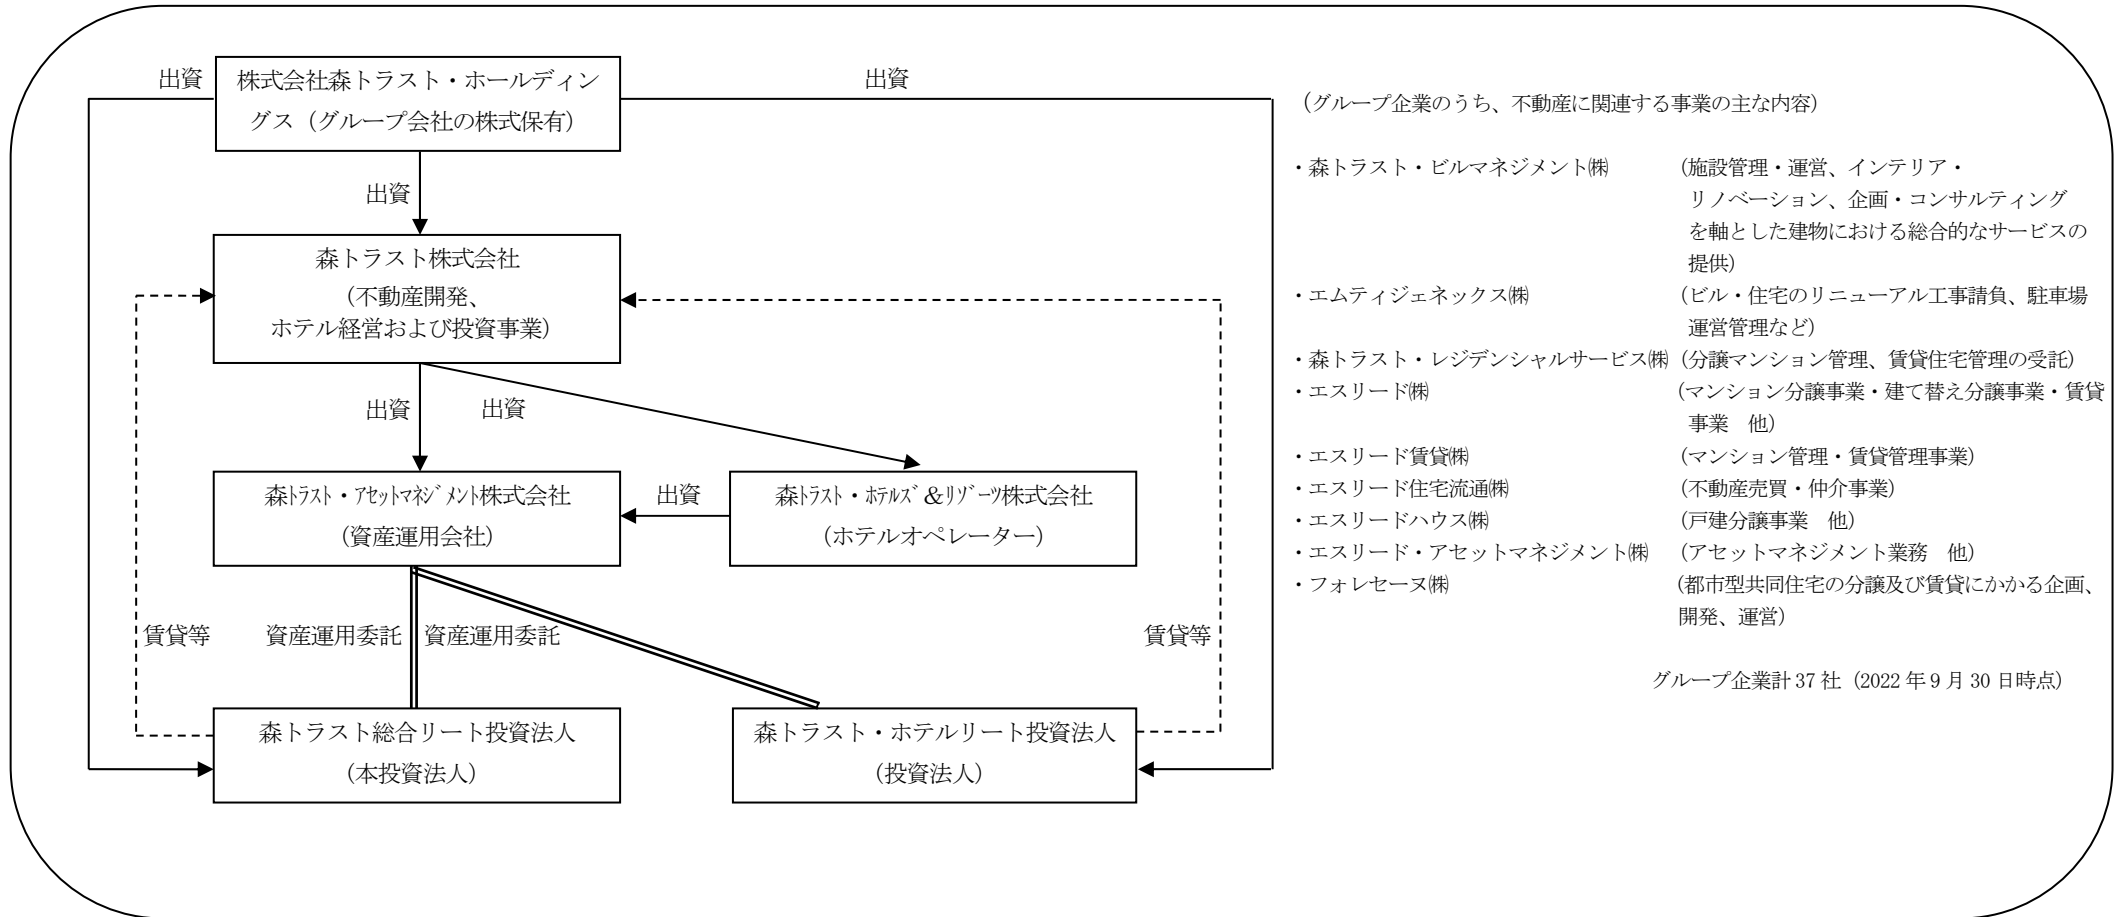 出資
株式会社森トラスト・ホールディン
グス（グループ会社の株式保有）
出資
出資
森トラスト株式会社
（不動産開発、
ホテル経営および投資事業）
出資
出資
森ﾄﾗｽﾄ・ｱｾｯﾄﾏﾈｼﾞﾒﾝﾄ株式会社
（資産運用会社）
出資
森ﾄﾗｽﾄ・ﾎﾃﾙｽﾞ&ﾘｿﾞｰﾂ株式会社
（ホテルオペレーター）
賃貸等
資産運用委託
資産運用委託
賃貸等
森トラスト総合リート投資法人
（本投資法人）
森トラスト・ホテルリート投資法人
（投資法人）
（グループ企業のうち、不動産に関連する事業の主な内容）
・森トラスト・ビルマネジメント㈱ （施設管理・運営、インテリア・
リノベーション、企画・コンサルティング
を軸とした建物における総合的なサービスの
提供）
・エムティジェネックス㈱ （ビル・住宅のリニューアル工事請負、駐車場
運営管理など）
・森トラスト・レジデンシャルサービス㈱ （分譲マンション管理、賃貸住宅管理の受託）
・エスリード㈱ （マンション分譲事業・建て替え分譲事業・賃貸
事業　他）
・エスリード賃貸㈱ （マンション管理・賃貸管理事業）
・エスリード住宅流通㈱ （不動産売買・仲介事業）
・エスリードハウス㈱ （戸建分譲事業　他）
・エスリード・アセットマネジメント㈱ （アセットマネジメント業務　他）
・フォレセーヌ㈱ （都市型共同住宅の分譲及び賃貸にかかる企画、
開発、運営）
グループ企業計 37 社（2022 年 9 月 30 日時点）